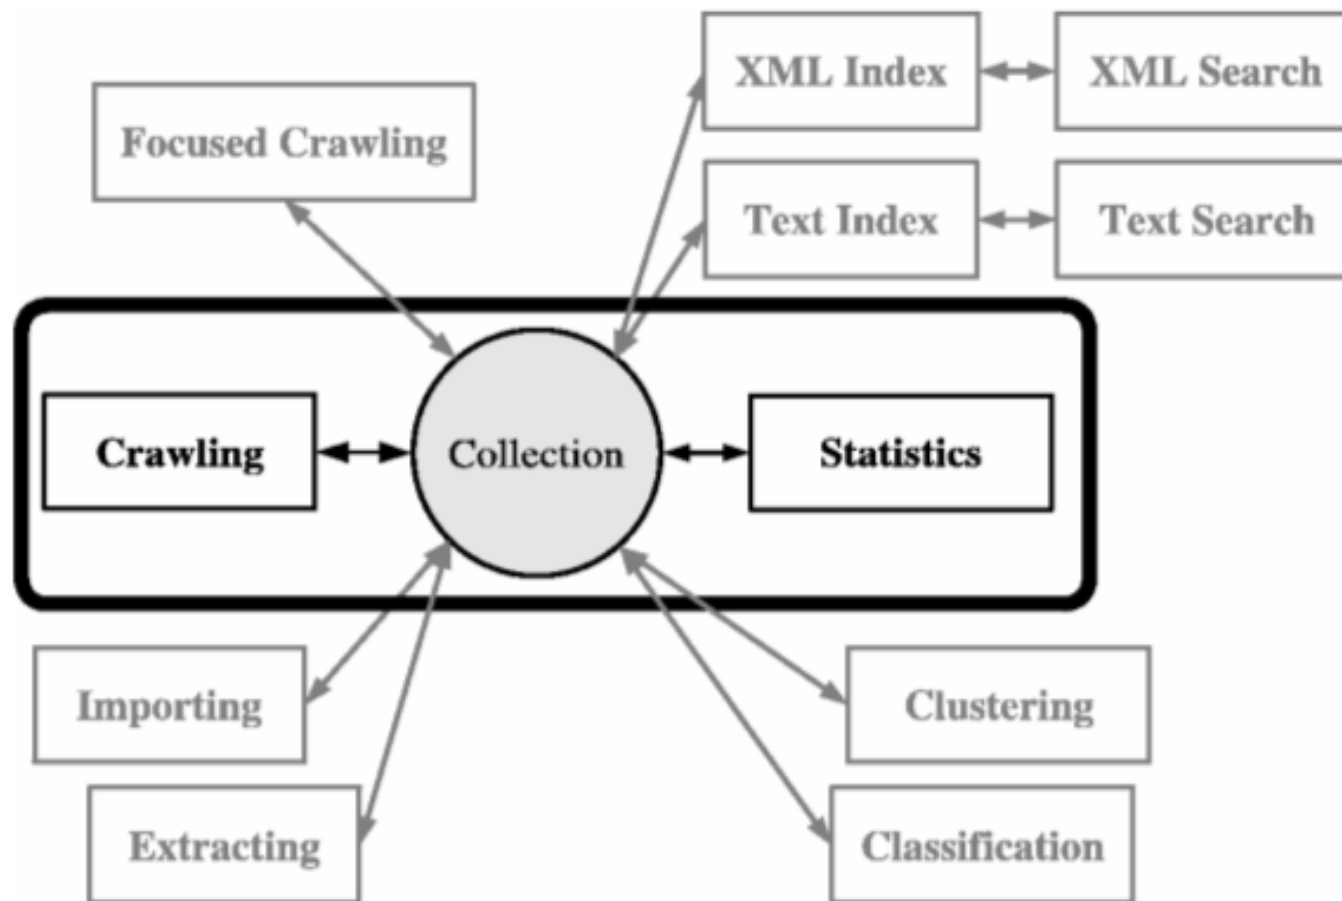 XML Index
XML Search
Focused Crawling
Text Index
Text Search
Crawling
Collection
Statistics
Importing
Clustering
Extracting
Classification